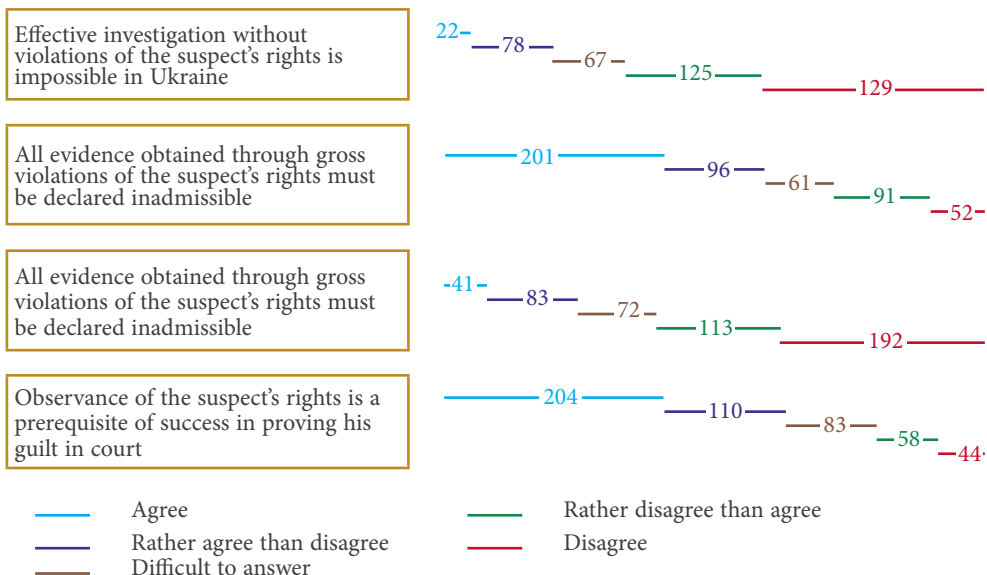 Effective investigation without
violations of the suspect's rights is
impossible in Ukraine
22
78
67
125
129
All evidence obtained through gross
violations of the suspect's rights must
be declared inadmissible
201
96
61
91
52
All evidence obtained through gross
violations of the suspect's rights must
be declared inadmissible
41
83
72
113
192
Observance of the suspect's rights is a
prerequisite of success in proving his
guilt in court
204
110
83
58
44
Agree
Rather agree than disagree
Difficult to answer
Rather disagree than agree
Disagree